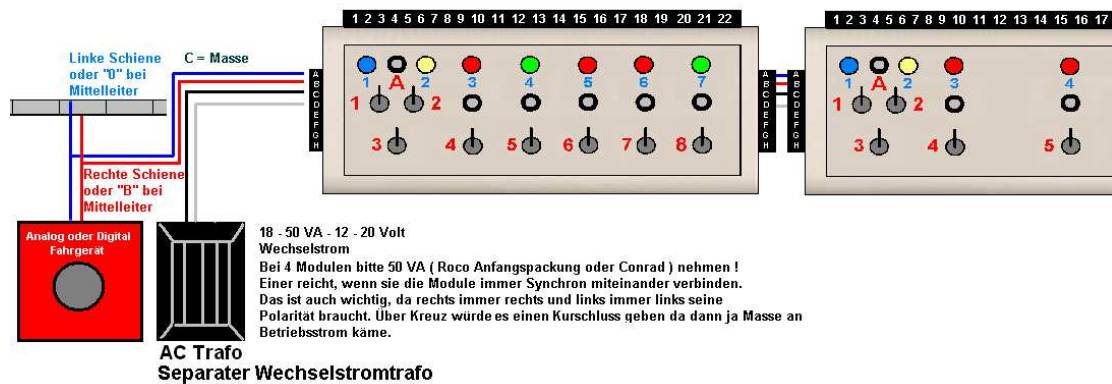 1 2 3 4 5 6 7 8 9 10 11 12 13 14 15 16 17 18 19 20 21 22
1 2 3 4 5 6 7 8 9 10 11 12 13 14 15 16 17
Linke Schiene
oder "0" bei
Mittelleiter
C = Masse
A
B
C
D
E
F
G
H
1 A 2 3 4 5 6 7
1 2
3 4 5 6 7 8
A
B
C
D
E
F
G
H
A
B
C
D
E
F
G
H
1 A 2 3 4
1 2
3 4 5
Rechte Schiene
oder "B" bei
Mittelleiter
Analog oder Digital
Fahrgerät
18 - 50 VA - 12 - 20 Volt
Wechselstrom
Bei 4 Modulen bitte 50 VA ( Roco Anfangspackung oder Conrad ) nehmen !
Einer reicht, wenn sie die Module immer Synchron miteinander verbinden.
Das ist auch wichtig, da rechts immer rechts und links immer links seine
Polarität braucht. Über Kreuz würde es einen Kurschluss geben da dann ja Masse an
Betriebsstrom käme.
AC Trafo
Separater Wechselstromtrafo